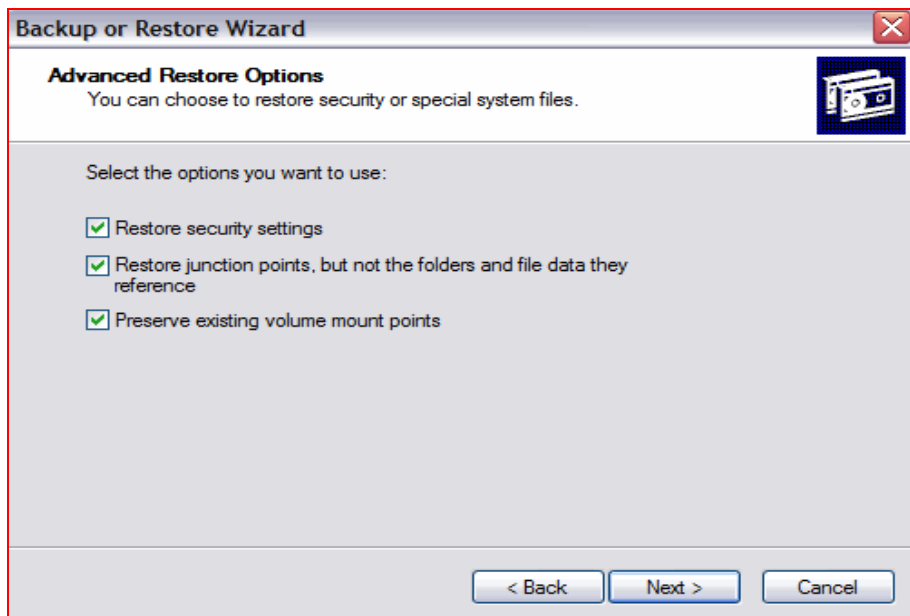 Backup or Restore Wizard
Advanced Restore Options
You can choose to restore security or special system files.
Select the options you want to use:
Restore security settings
Restore junction points, but not the folders and file data they
reference
Preserve existing volume mount points
< Back
Next >
Cancel